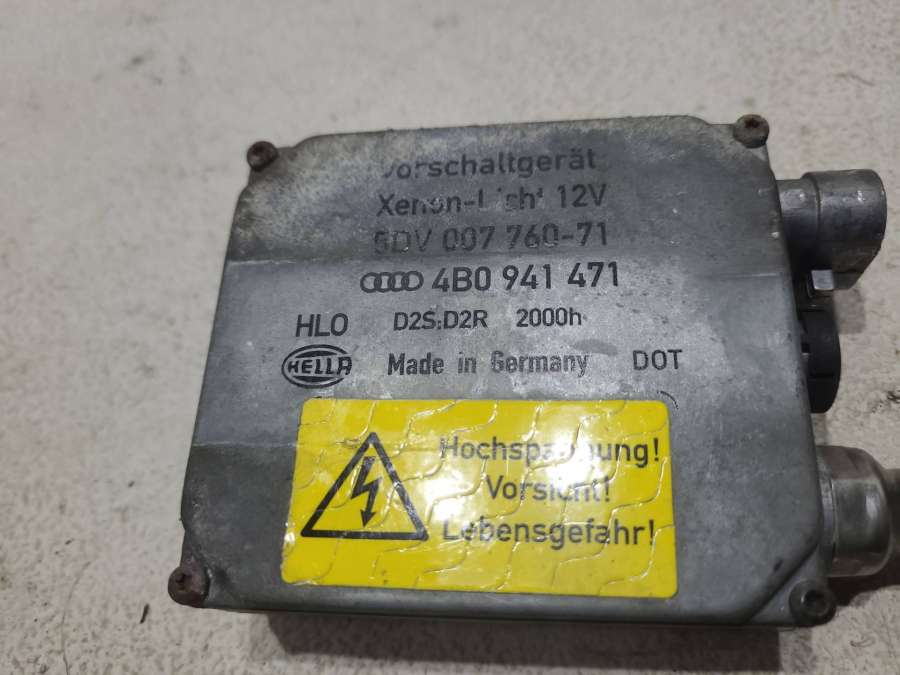 Vorschaltgerät
Xenon-Licht 12V
5DV 007 760-71
4B0 941 471
HLO D2S:D2R 2000h
HELLA Made in Germany DOT
Hochspannung!
Vorsicht!
Lebensgefahr!